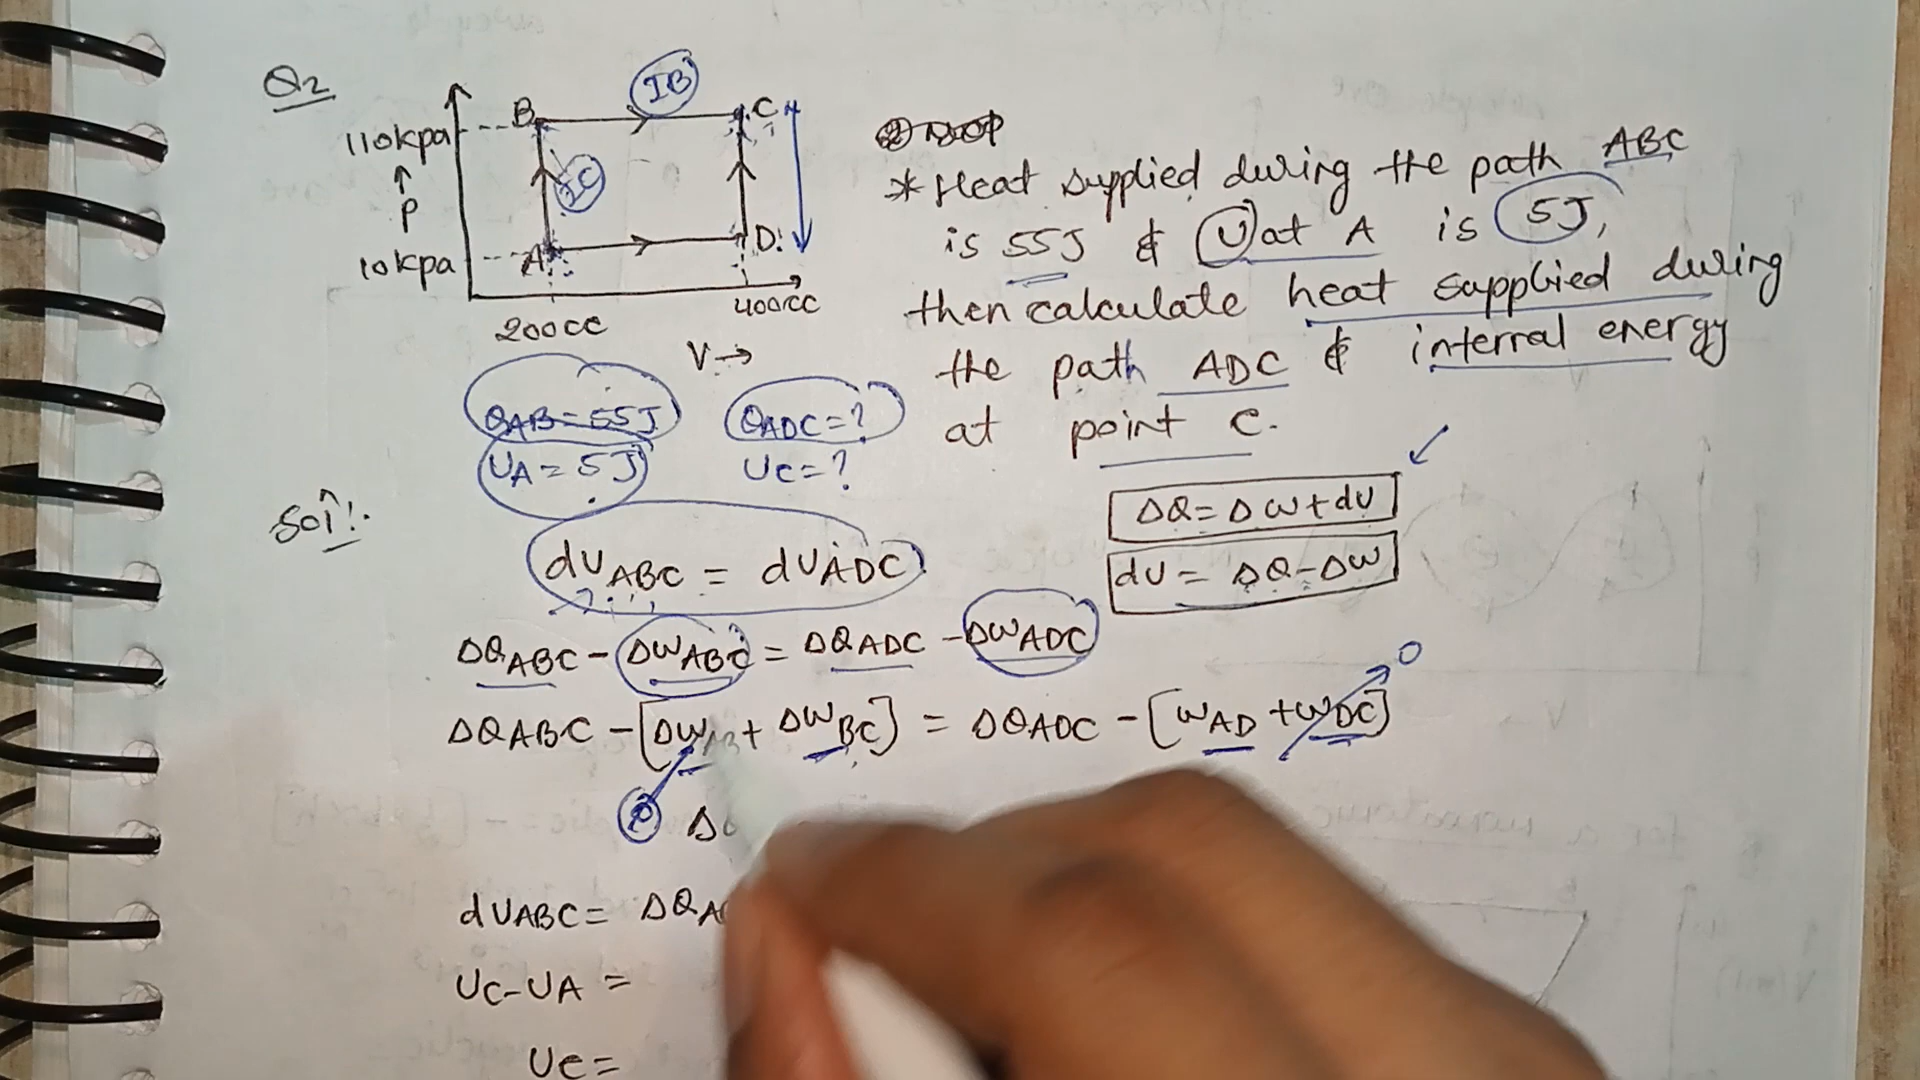 Q2
IB
B
C
110kpa
↑
P
IC
10kpa
A
D
200cc
400cc
V→
* Heat supplied during the path ABC
is 55J & U at A is 5J,
then calculate heat supplied during
the path ADC & internal energy
at point C.
QAB = 55J
QADC = ?
UA = 5J
UC = ?
Sol:
ΔQ = ΔW + dU
dU = ΔQ - ΔW
dUABC = dUADC
ΔQABC - ΔWABC = ΔQADC - ΔWADC
0
ΔQABC - [ΔWAB + ΔWBC] = ΔQADC - [WAD + WDC]
dUABC = ΔQA
UC - UA =
UC =